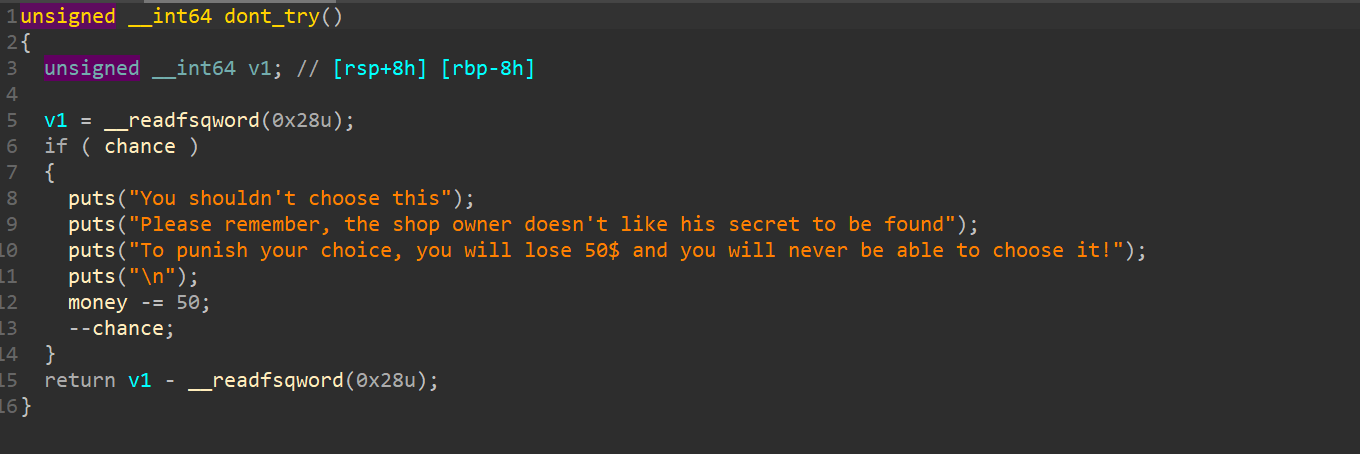 1 unsigned __int64 dont_try()
2 {
3 unsigned __int64 v1; // [rsp+8h] [rbp-8h]
4
5 v1 = __readfsqword(0x28u);
6 if ( chance )
7 {
8 puts("You shouldn't choose this");
9 puts("Please remember, the shop owner doesn't like his secret to be found");
10 puts("To punish your choice, you will lose 50$ and you will never be able to choose it!");
11 puts("\n");
12 money -= 50;
13 --chance;
14 }
15 return v1 - __readfsqword(0x28u);
16 }